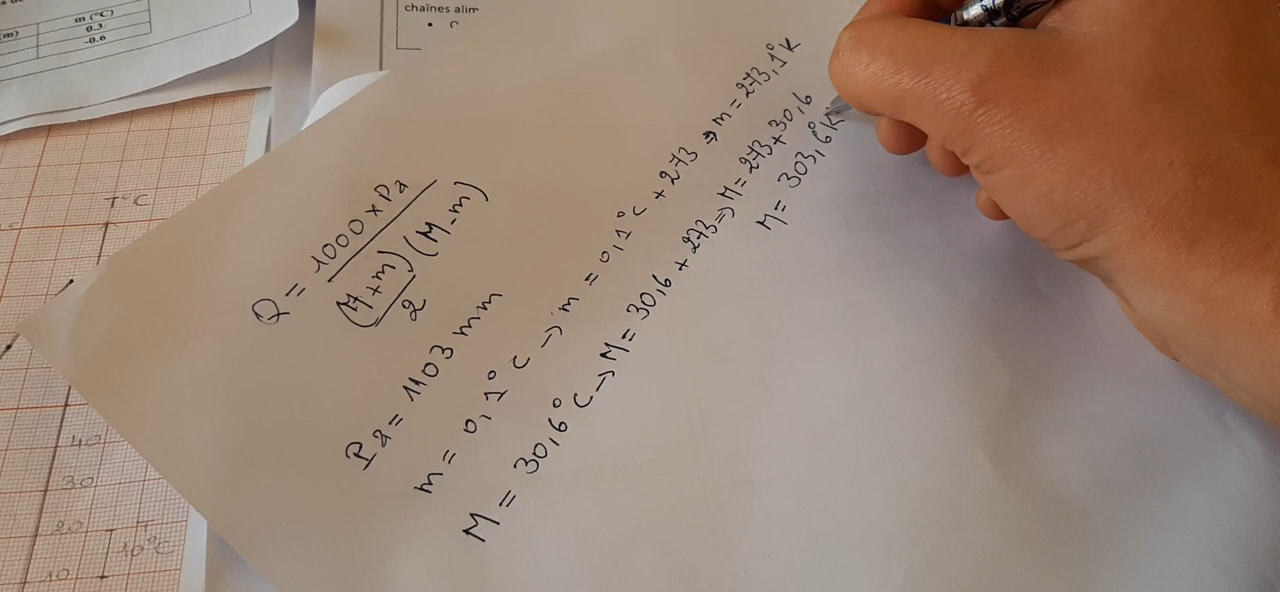 m (°C)
(m)
0.3
-0.6
chaînes alim
T°C
40
30
20
10
T
10°C
Q = 1000 x Pa
(M+m) (M-m)
2
Pa = 1103 mm
m = 0,1°C → m = 0,1°C + 273 ⇒ m = 273,1°K
M = 30,6°C → M = 30,6 + 273 ⇒ M = 273+30,6
M = 303,6°K